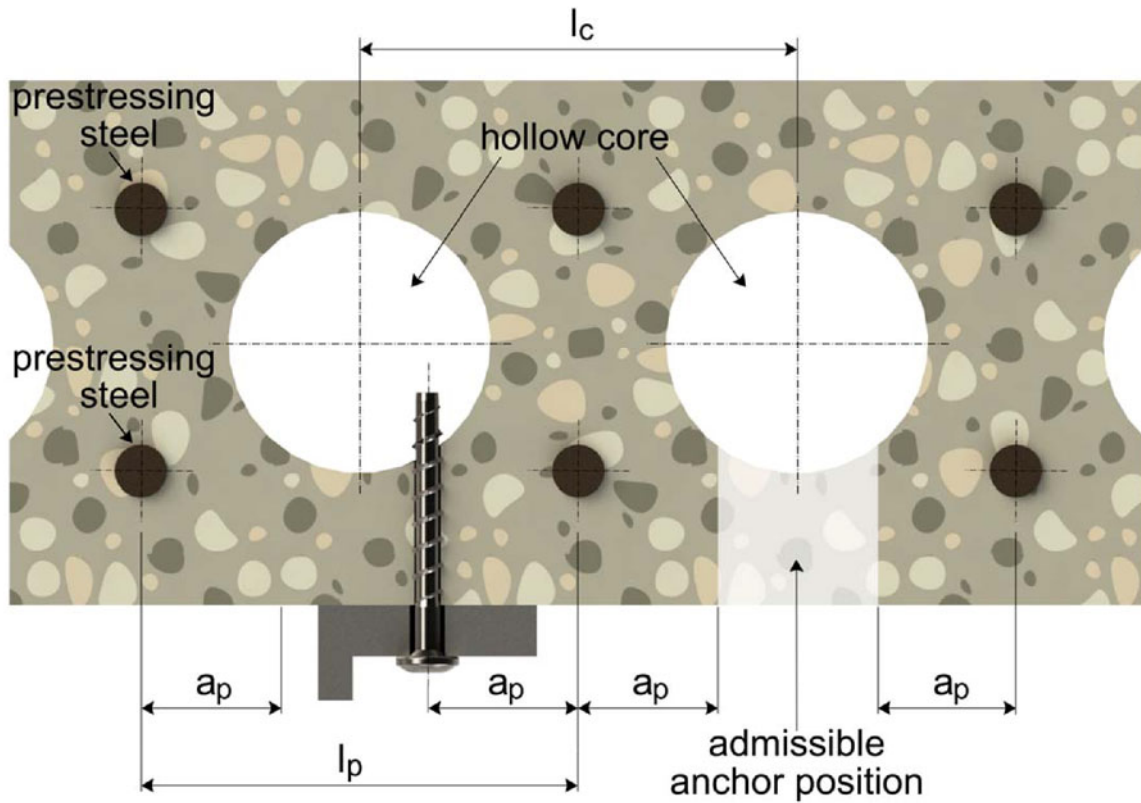 lc
prestressing
steel
hollow core
prestressing
steel
ap
ap
ap
ap
lp
admissible
anchor position